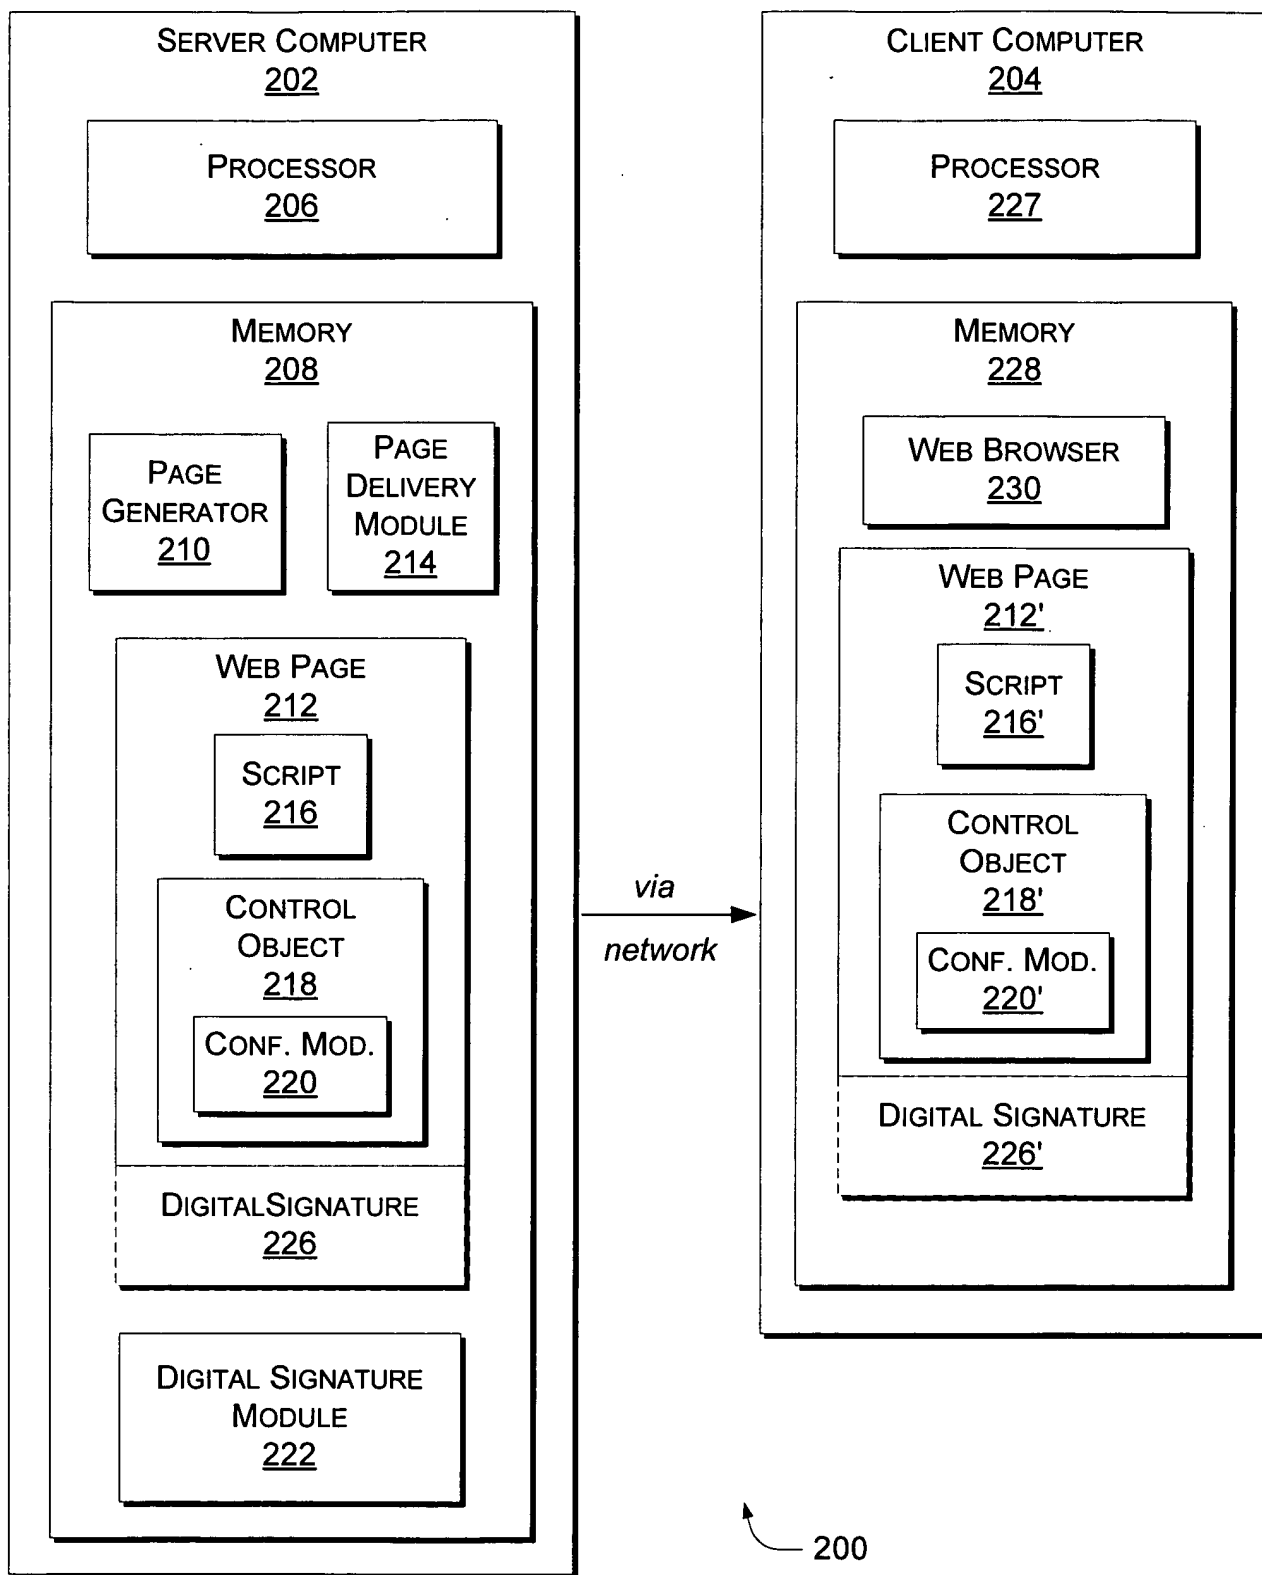 SERVER COMPUTER
202
PROCESSOR
206
MEMORY
208
PAGE
GENERATOR
210
PAGE
DELIVERY
MODULE
214
WEB PAGE
212
SCRIPT
216
CONTROL
OBJECT
218
CONF. MOD.
220
DIGITALSIGNATURE
226
DIGITAL SIGNATURE
MODULE
222
via
network
CLIENT COMPUTER
204
PROCESSOR
227
MEMORY
228
WEB BROWSER
230
WEB PAGE
212'
SCRIPT
216'
CONTROL
OBJECT
218'
CONF. MOD.
220'
DIGITAL SIGNATURE
226'
200